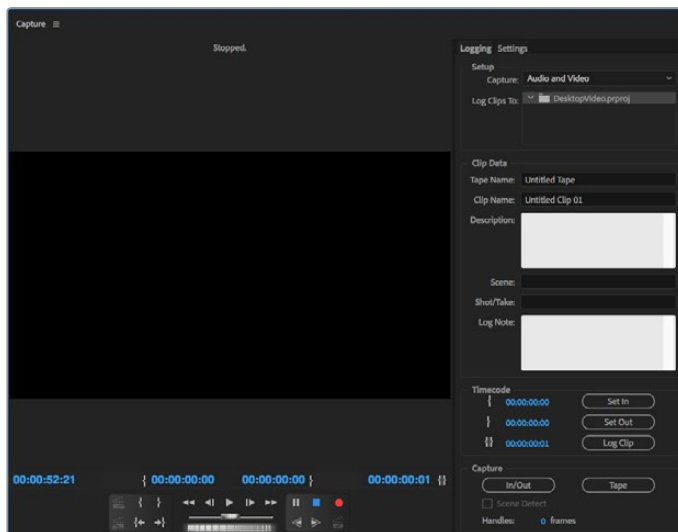 Capture
Stopped.
Logging Settings
Setup
Capture: Audio and Video
Log Clips To: DesktopVideo.prproj
Clip Data
Tape Name: Untitled Tape
Clip Name: Untitled Clip 01
Description:
Scene:
Shot/Take:
Log Note:
Timecode
{ 00:00:00:00 Set In
} 00:00:00:00 Set Out
{} 00:00:00:01 Log Clip
00:00:52:21 { 00:00:00:00 00:00:00:00 } 00:00:00:01 {}
Capture
In/Out Tape
Scene Detect
Handles: 0 frames